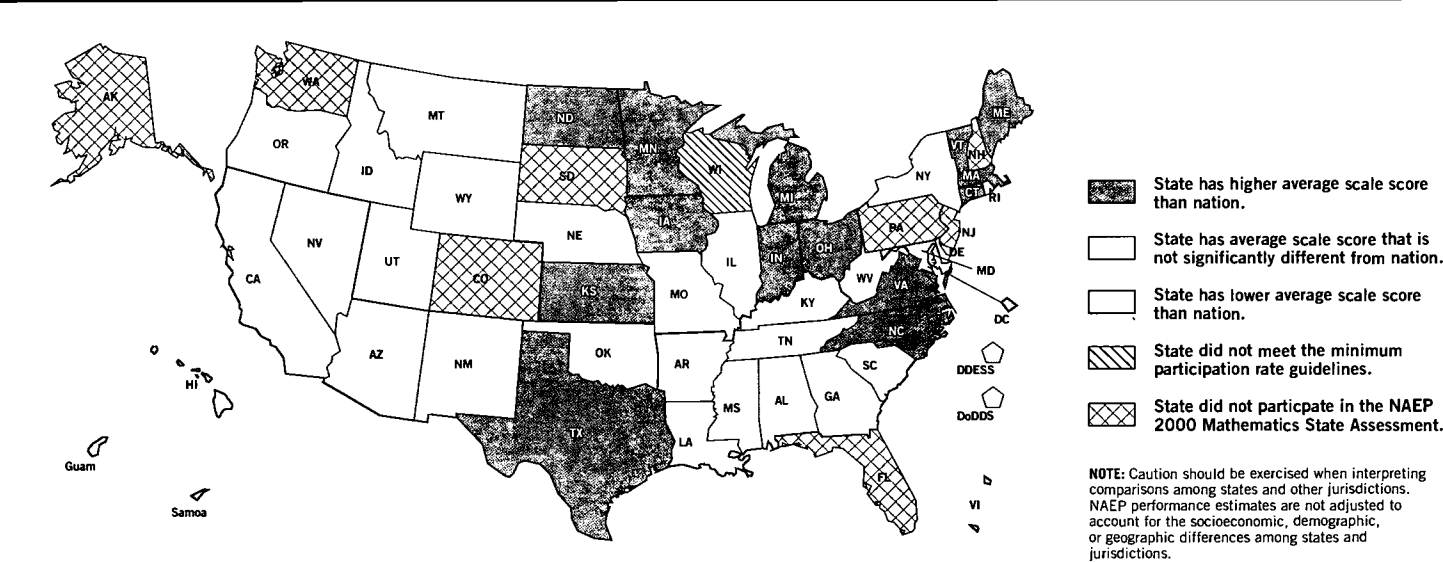 AK
WA
MT
ND
MN
ME
OR
ID
SD
WI
VT
NH
WY
MI
NY
MA
CT
RI
IA
NE
PA
NJ
NV
UT
CO
IL
IN
OH
DE
MD
CA
KS
MO
WV
VA
KY
DC
NC
AZ
NM
OK
TN
AR
SC
DDESS
HI
MS
AL
GA
DoDDS
TX
LA
Guam
FL
Samoa
VI
State has higher average scale score
than nation.
State has average scale score that is
not significantly different from nation.
State has lower average scale score
than nation.
State did not meet the minimum
participation rate guidelines.
State did not particpate in the NAEP
2000 Mathematics State Assessment.
NOTE: Caution should be exercised when interpreting
comparisons among states and other jurisdictions.
NAEP performance estimates are not adjusted to
account for the socioeconomic, demographic,
or geographic differences among states and
jurisdictions.